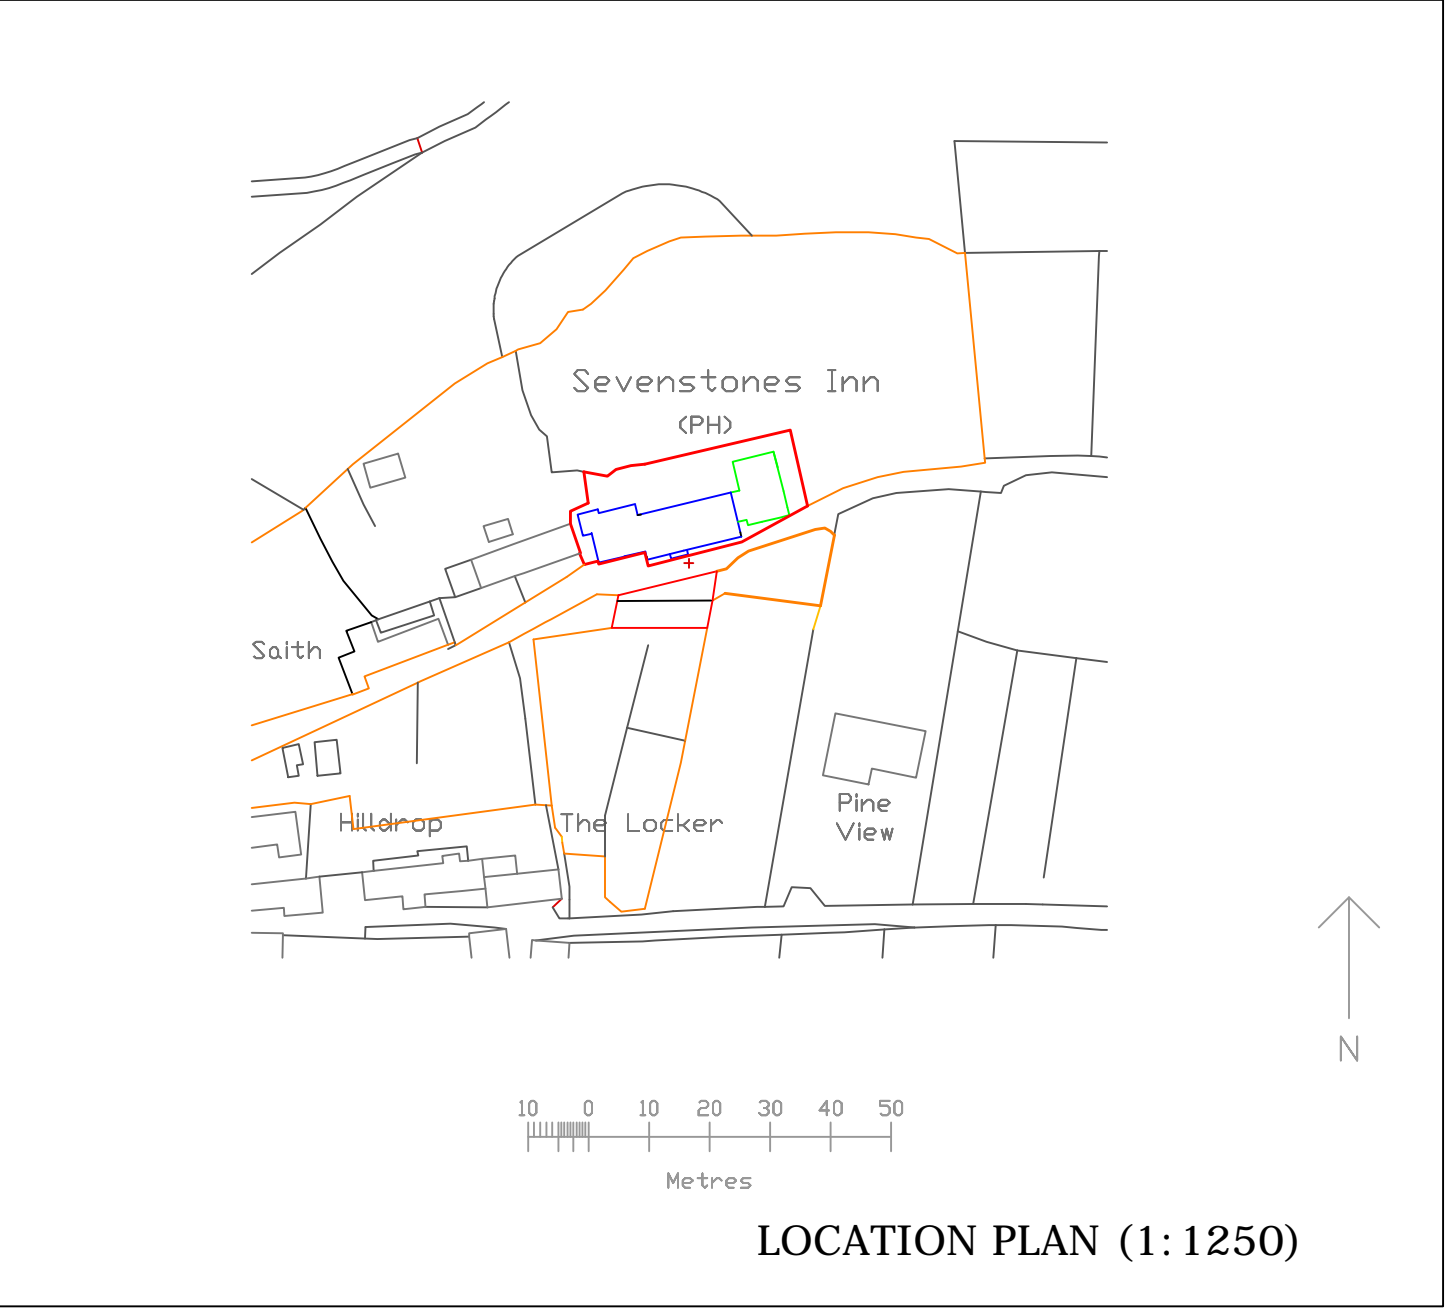 Sevenstones Inn
(PH)
Saith
Pine
View
Hilldrop
The Locker
N
10 0 10 20 30 40 50
Metres
LOCATION PLAN (1:1250)